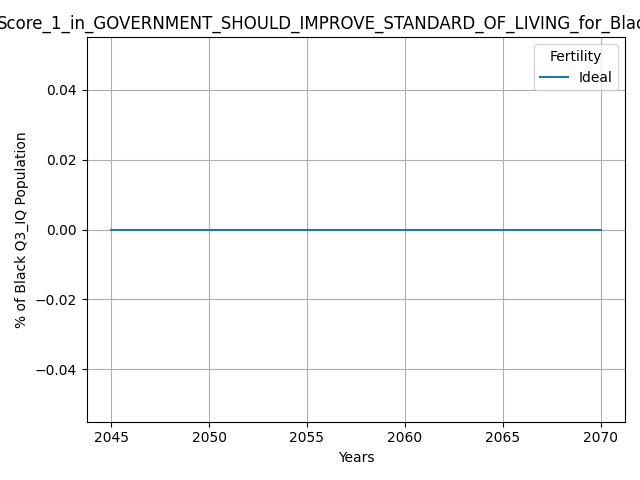 Score_1_in_GOVERNMENT_SHOULD_IMPROVE_STANDARD_OF_LIVING_for_Blac
Fertility
Ideal
0.04
0.02
0.00
−0.02
−0.04
% of Black Q3_IQ Population
2045 2050 2055 2060 2065 2070
Years